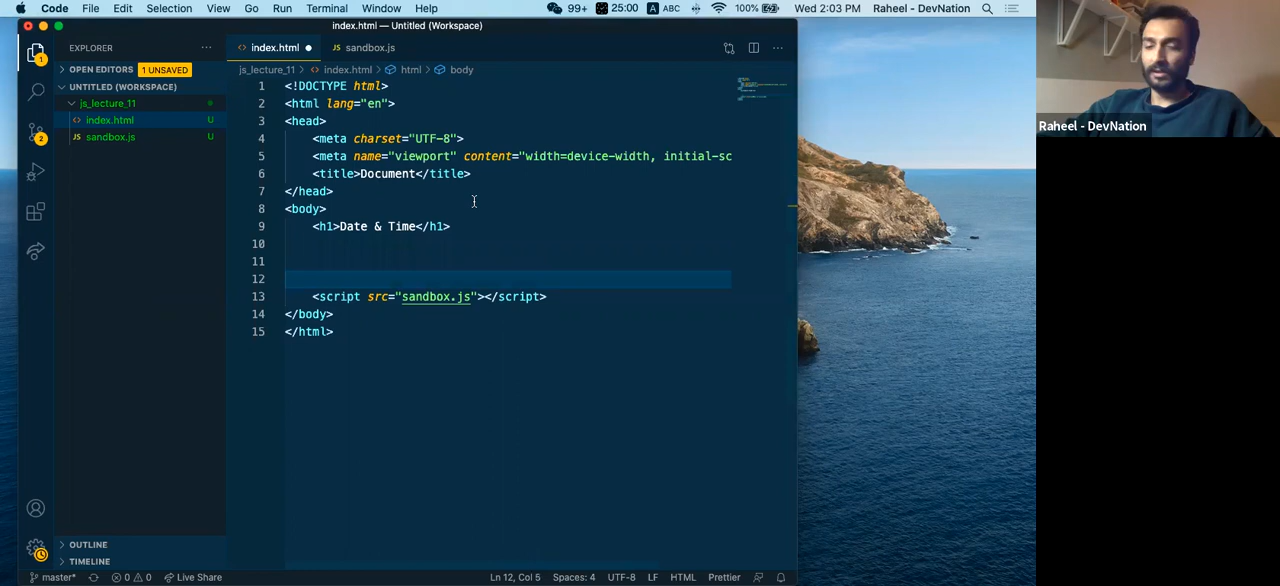 Code File Edit Selection View Go Run Terminal Window Help 99+ 25:00 A ABC 100% Wed 2:03 PM Raheel - DevNation
index.html — Untitled (Workspace)
EXPLORER
index.html
JS sandbox.js
OPEN EDITORS 1 UNSAVED
js_lecture_11 > index.html > html > body
UNTITLED (WORKSPACE)
js_lecture_11
index.html U
JS sandbox.js U
1 <!DOCTYPE html>
2 <html lang="en">
3 <head>
4 <meta charset="UTF-8">
5 <meta name="viewport" content="width=device-width, initial-sc
6 <title>Document</title>
7 </head>
8 <body>
9 <h1>Date & Time</h1>
10
11
12
13 <script src="sandbox.js"></script>
14 </body>
15 </html>
1
2
Raheel - DevNation
OUTLINE
TIMELINE
master* 0 0 Live Share Ln 12, Col 5 Spaces: 4 UTF-8 LF HTML Prettier